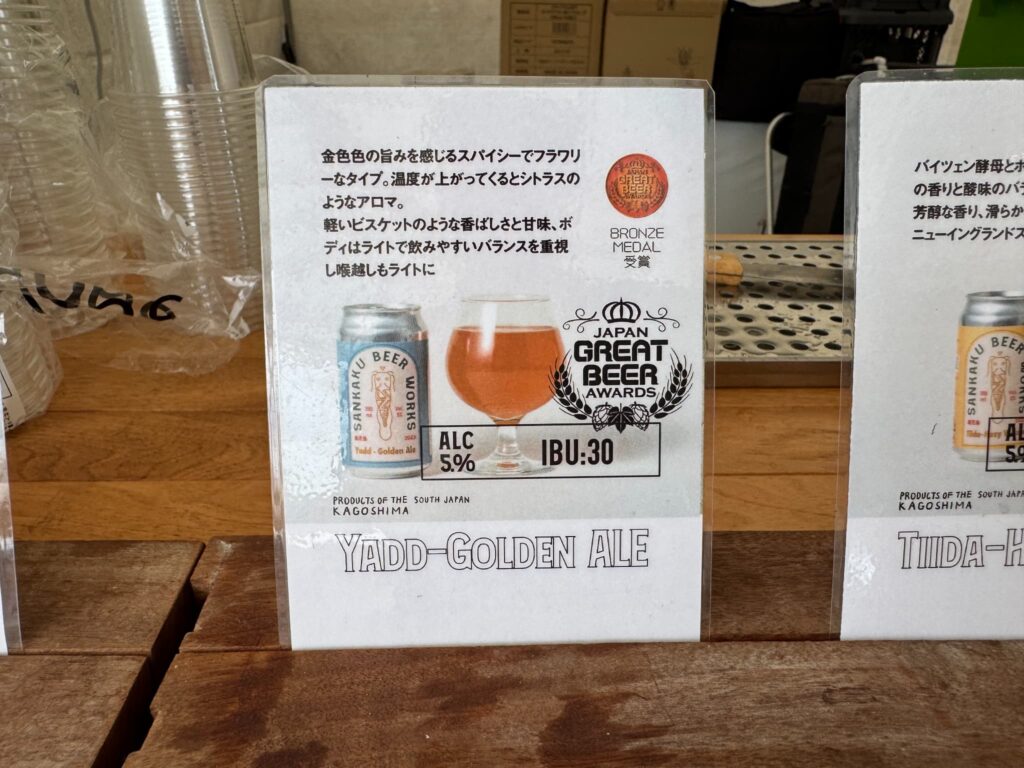 金色色の旨みを感じるスパイシーでフラワリ
ーなタイプ。温度が上がってくるとシトラスの
ようなアロマ。
軽いビスケットのような香ばしさと甘味、ボ
ディはライトで飲みやすいバランスを重視
し喉越しもライトに
GREAT
BEER
BRONZE
MEDAL
受賞
JAPAN
GREAT
BEER
AWARDS
SANKAKU BEER WORKS
Yadd-Golden Ale
ALC
5.%
IBU:30
PRODUCTS OF THE SOUTH JAPAN
KAGOSHIMA
YADD-GOLDEN ALE
バイツェン酵母とホ
の香りと酸味のバラ
芳醇な香り、滑らか
ニューイングランドス
SANKAKU BEER WORKS
AL
5.
PRODUCTS OF THE SOUTH JAPA
KAGOSHIMA
TIIDA-H